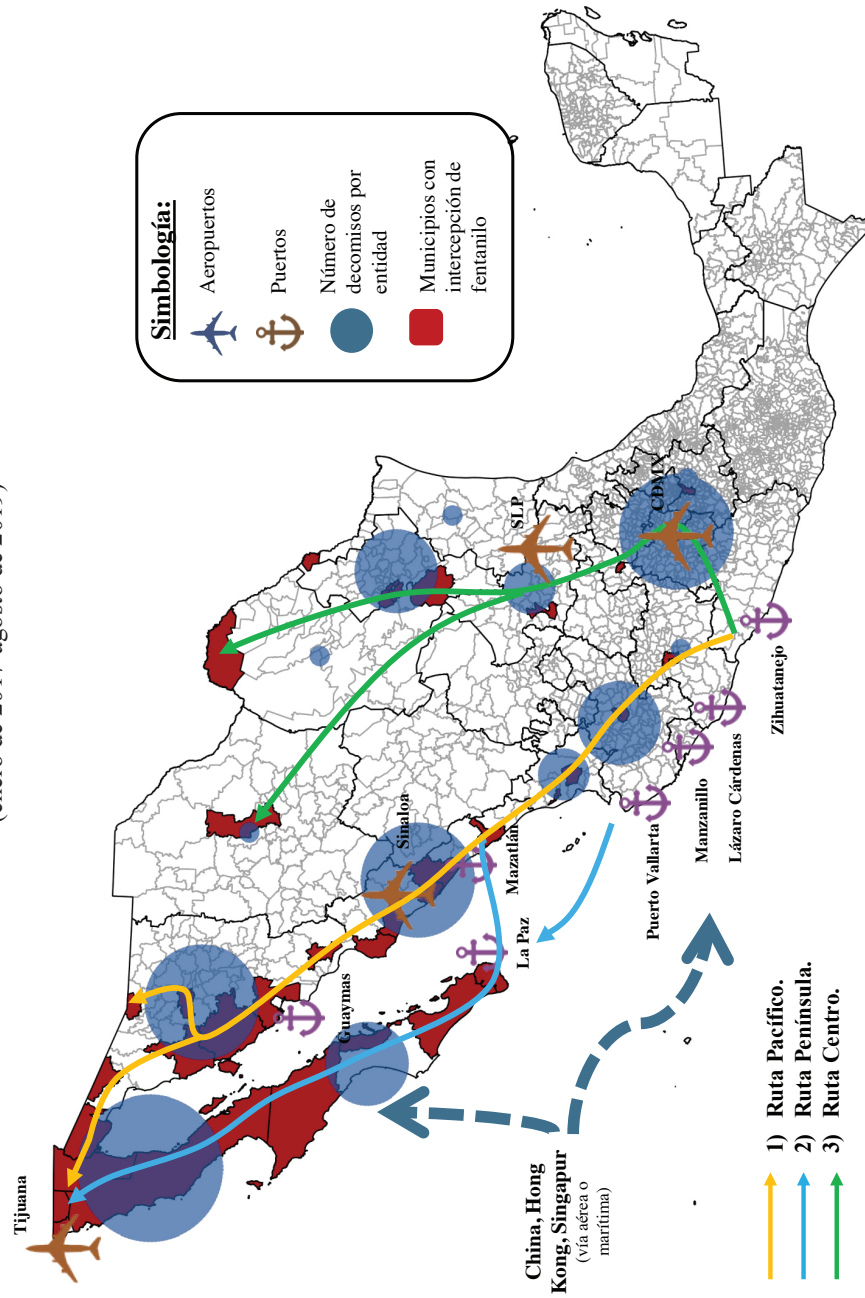 (enero de 2017-agosto de 2019)
Tijuana
Simbología:
Aeropuertos
Puertos
Número de
decomisos por
entidad
Municipios con
intercepción de
fentanilo
Guaymas
Sinaloa
Mazatlán
La Paz
SLP
CDMX
China, Hong
Kong, Singapur
(vía aérea o
marítima)
Puerto Vallarta
Manzanillo
Lázaro Cárdenas
Zihuatanejo
1) Ruta Pacífico.
2) Ruta Península.
3) Ruta Centro.